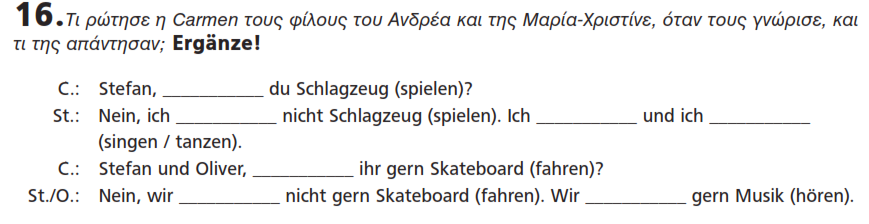 16. Τι ρώτησε η Carmen τους φίλους του Ανδρέα και της Μαρία-Χριστίνε, όταν τους γνώρισε, και
τι της απάντησαν; Ergänze!
C.: Stefan, ___________ du Schlagzeug (spielen)?
St.: Nein, ich ___________ nicht Schlagzeug (spielen). Ich ___________ und ich ___________
(singen / tanzen).
C.: Stefan und Oliver, ___________ ihr gern Skateboard (fahren)?
St./O.: Nein, wir ___________ nicht gern Skateboard (fahren). Wir ___________ gern Musik (hören).